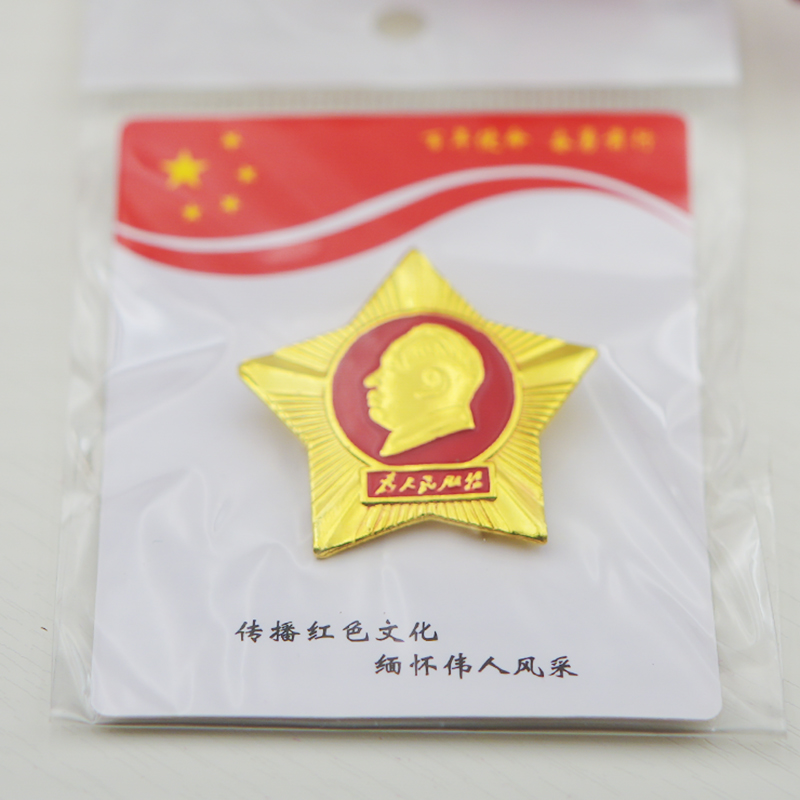 为人民服务
传播红色文化
缅怀伟人风采